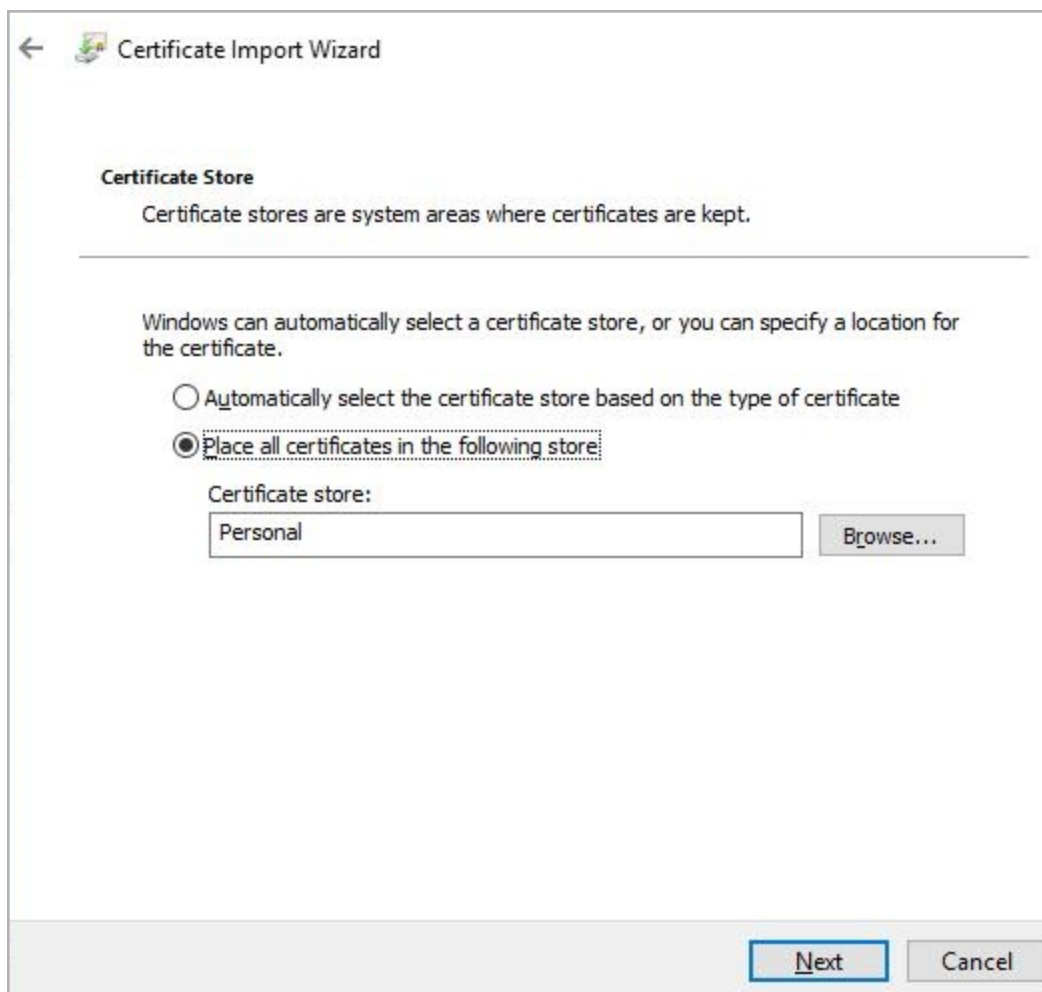 Certificate Import Wizard
Certificate Store
Certificate stores are system areas where certificates are kept.
Windows can automatically select a certificate store, or you can specify a location for
the certificate.
Automatically select the certificate store based on the type of certificate
Place all certificates in the following store
Certificate store:
Personal
Browse...
Next
Cancel